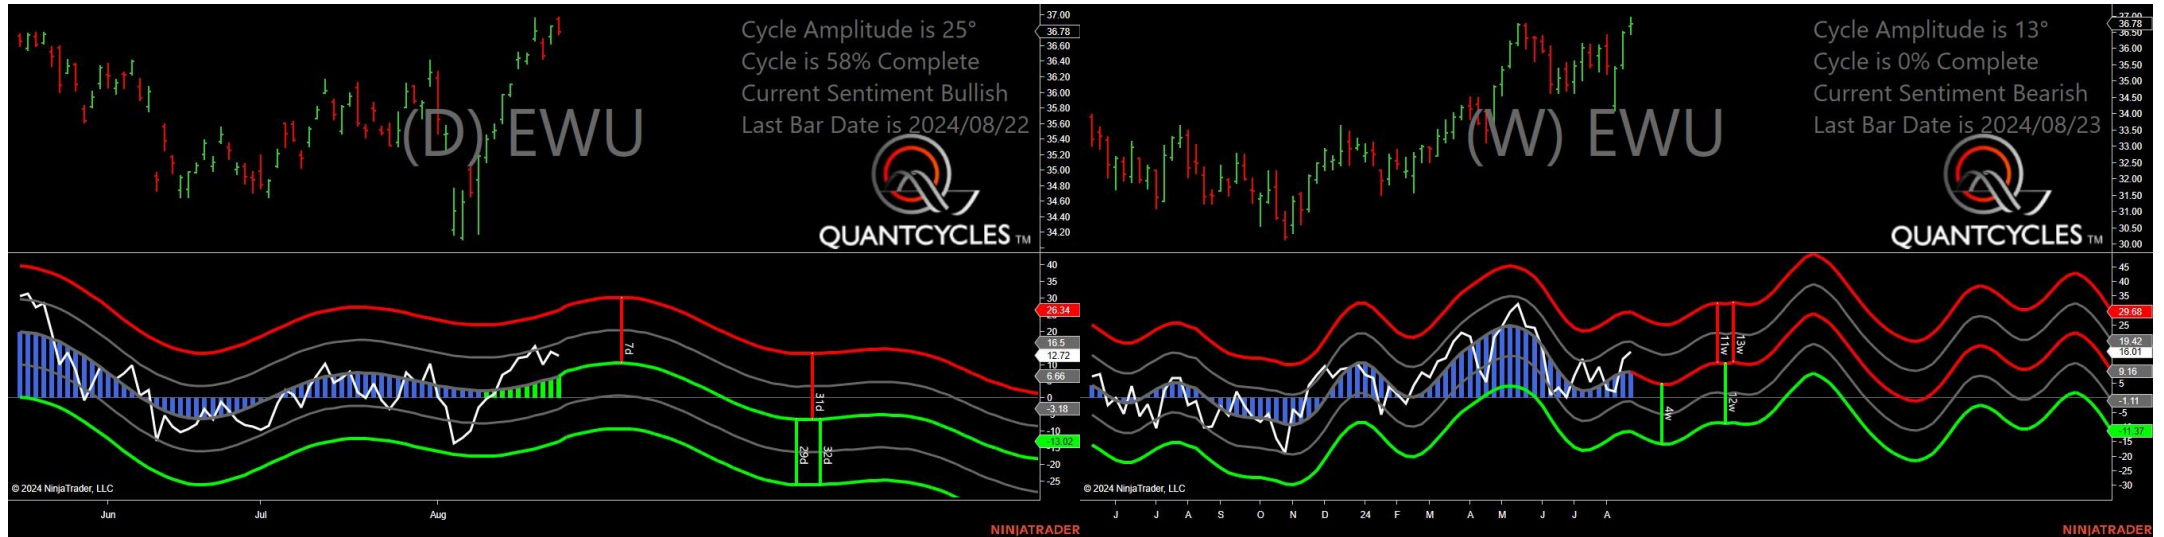 Cycle Amplitude is 25°
Cycle is 58% Complete
Current Sentiment Bullish
Last Bar Date is 2024/08/22
(D) EWU
QUANTCYCLES TM
37.00
36.78
36.60
36.40
36.20
36.00
35.80
35.60
35.40
35.20
35.00
34.80
34.60
34.40
34.20
40
35
30
26.34
20
16.5
12.72
10
6.66
0
-3.18
-10
-13.02
-20
-25
7d
31d
29d
32d
© 2024 NinjaTrader, LLC
Jun Jul Aug
NINJATRADER
Cycle Amplitude is 13°
Cycle is 0% Complete
Current Sentiment Bearish
Last Bar Date is 2024/08/23
(W) EWU
QUANTCYCLES TM
37.00
36.78
36.50
36.00
35.50
35.00
34.50
34.00
33.50
33.00
32.50
32.00
31.50
31.00
30.50
30.00
45
40
35
29.68
25
19.42
16.01
9.16
5
-1.11
-5
-11.37
-15
-20
-25
-30
11w
13w
4w
12w
© 2024 NinjaTrader, LLC
J J A S O N D 24 F M A M J J A
NINJATRADER